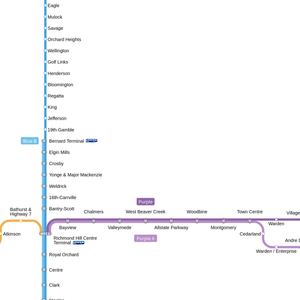 Eagle
Mulock
Savage
Orchard Heights
Wellington
Golf Links
Henderson
Bloomington
Regatta
King
Jefferson
19th Gamble
Blue B
Bernard Terminal
Elgin Mills
Crosby
Yonge & Major Mackenzie
Weldrick
16th-Carrville
Purple
Bathurst &
Highway 7
Bantry-Scott
Chalmers
West Beaver Creek
Woodbine
Town Centre
Village
Atkinson
Bayview
Valleymede
Allstate Parkway
Montgomery
Warden
Richmond Hill Centre
Terminal
Purple A
Cedarland
Andre D
Royal Orchard
Warden / Enterprise
Centre
Clark